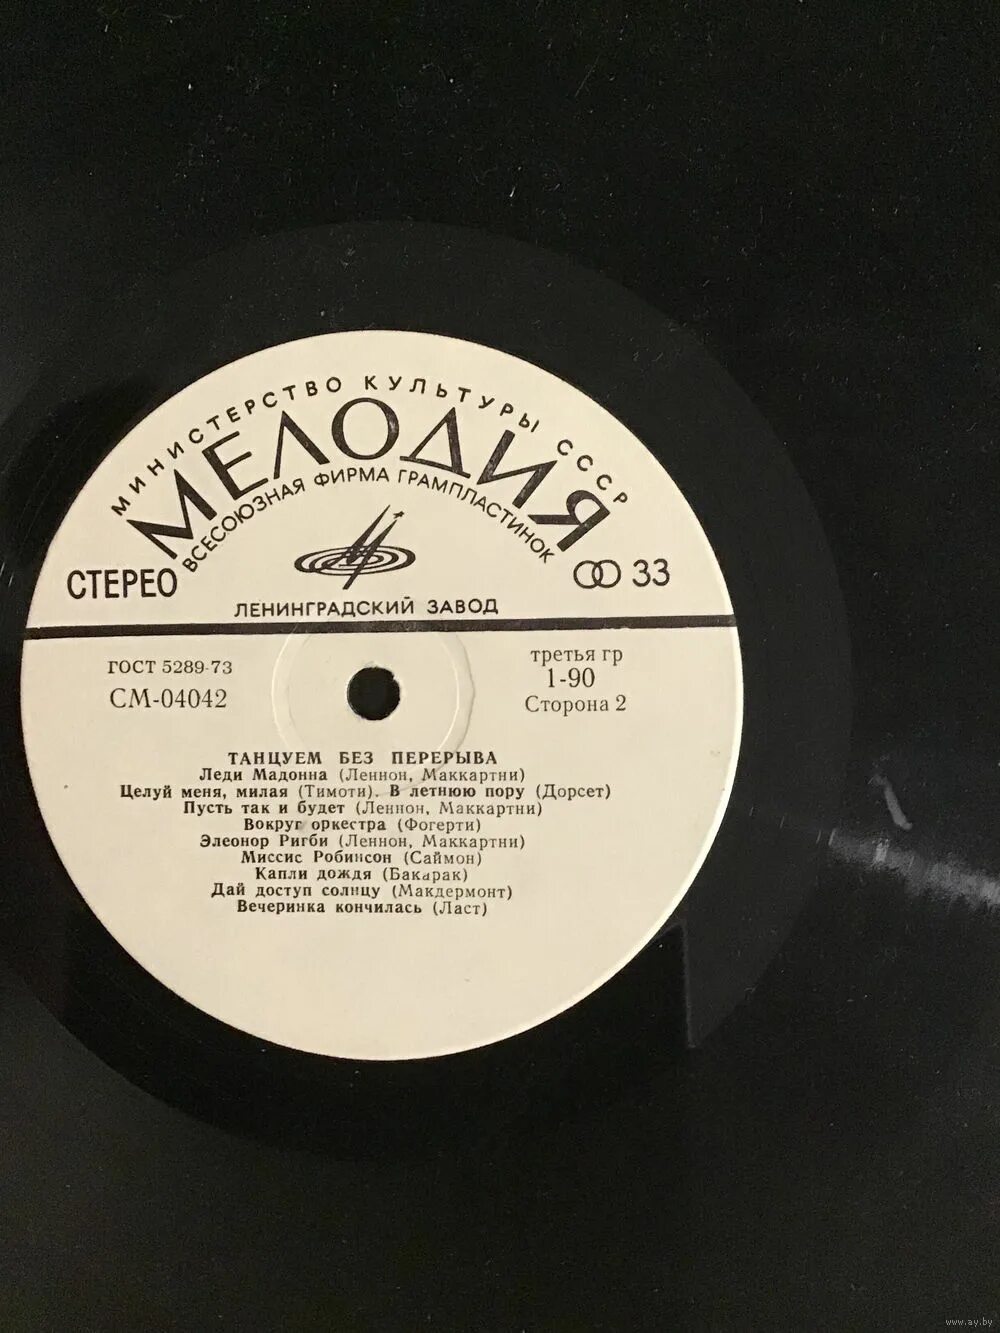 МИНИСТЕРСТВО КУЛЬТУРЫ СССР
МЕЛОДИЯ
ВСЕСОЮЗНАЯ ФИРМА ГРАМПЛАСТИНОК
СТЕРЕО
33
ЛЕНИНГРАДСКИЙ ЗАВОД
ГОСТ 5289-73
СМ-04042
третья гр
1-90
Сторона 2
ТАНЦУЕМ БЕЗ ПЕРЕРЫВА
Леди Мадонна (Леннон, Маккартни)
Целуй меня, милая (Тимоти). В летнюю пору (Дорсет)
Пусть так и будет (Леннон, Маккартни)
Вокруг оркестра (Фогерти)
Элеонор Ригби (Леннон, Маккартни)
Миссис Робинсон (Саймон)
Капли дождя (Бакарак)
Дай доступ солнцу (Макдермонт)
Вечеринка кончилась (Ласт)
www.ay.by